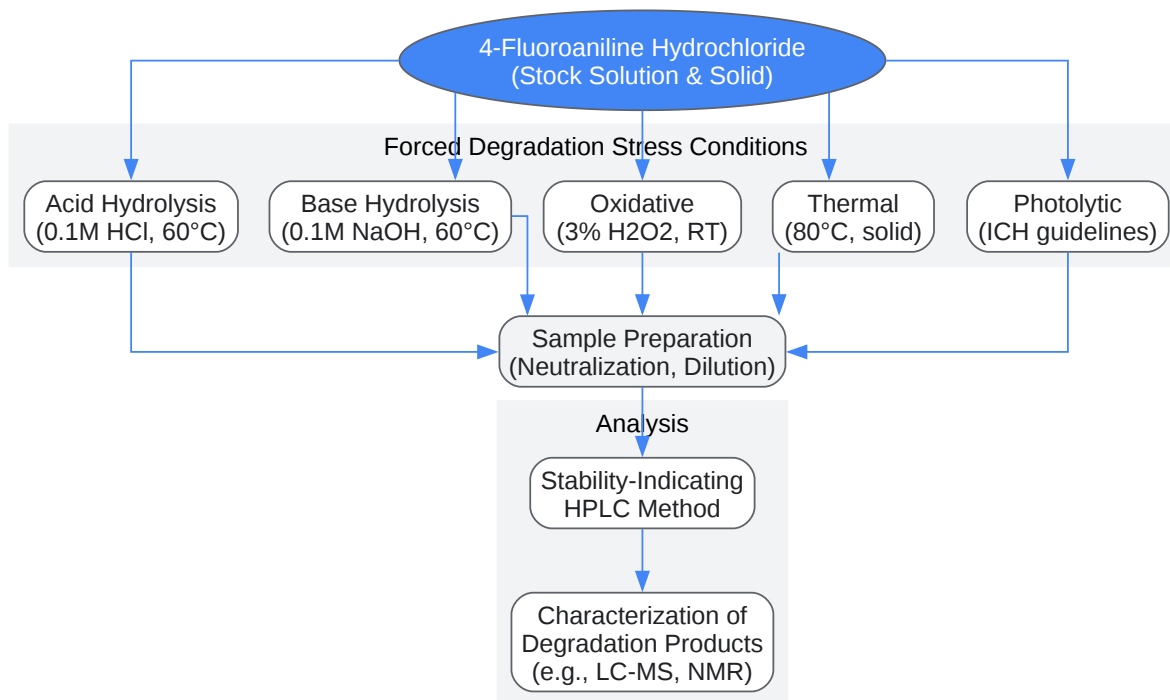 4-Fluoroaniline Hydrochloride
(Stock Solution & Solid)
Forced Degradation Stress Conditions
Acid Hydrolysis
(0.1M HCl, 60°C)
Base Hydrolysis
(0.1M NaOH, 60°C)
Oxidative
(3% H2O2, RT)
Thermal
(80°C, solid)
Photolytic
(ICH guidelines)
Sample Preparation
(Neutralization, Dilution)
Analysis
Stability-Indicating
HPLC Method
Characterization of
Degradation Products
(e.g., LC-MS, NMR)